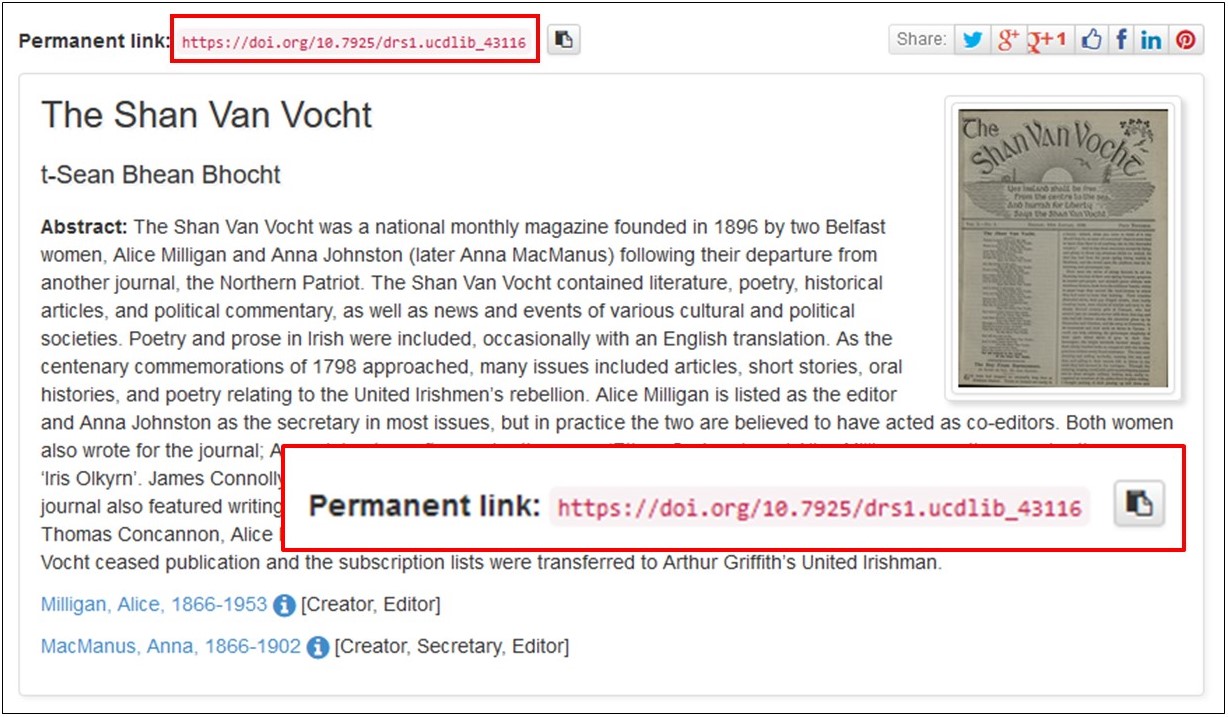 Permanent link: https://doi.org/10.7925/drs1.ucdlib_43116
Share: g+ +1 f in
The Shan Van Vocht
t-Sean Bhean Bhocht
The
Shan Van Vocht
Yes Ireland shall be free
From the centre to the sea
And hurrah for Liberty
Says the Shan Van Vocht
Abstract: The Shan Van Vocht was a national monthly magazine founded in 1896 by two Belfast
women, Alice Milligan and Anna Johnston (later Anna MacManus) following their departure from
another journal, the Northern Patriot. The Shan Van Vocht contained literature, poetry, historical
articles, and political commentary, as well as news and events of various cultural and political
societies. Poetry and prose in Irish were included, occasionally with an English translation. As the
centenary commemorations of 1798 approached, many issues included articles, short stories, oral
histories, and poetry relating to the United Irishmen's rebellion. Alice Milligan is listed as the editor
and Anna Johnston as the secretary in most issues, but in practice the two are believed to have acted as co-editors. Both women
also wrote for the journal;
‘Iris Olkyrn’. James Connolly
journal also featured writing
Thomas Concannon, Alice
Permanent link: https://doi.org/10.7925/drs1.ucdlib_43116
Vocht ceased publication and the subscription lists were transferred to Arthur Griffith's United Irishman.
Milligan, Alice, 1866-1953 [Creator, Editor]
MacManus, Anna, 1866-1902 [Creator, Secretary, Editor]